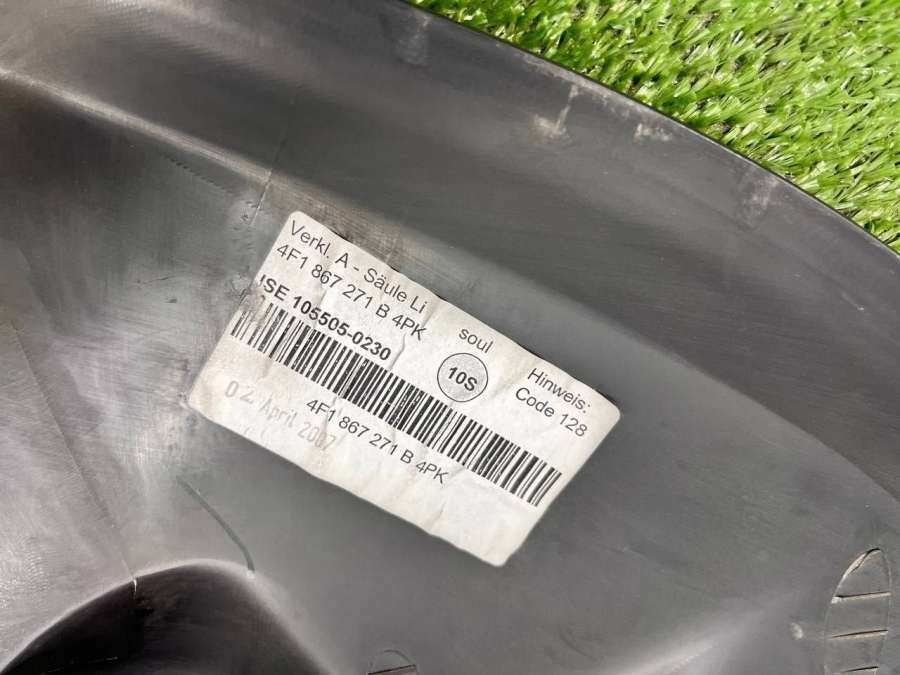 Verkl. A - Säule Li
4F1 867 271 B 4PK
soul
Hinweis:
Code 128
105505-0230
10S
4F1 867 271 B 4PK
02. April 2007